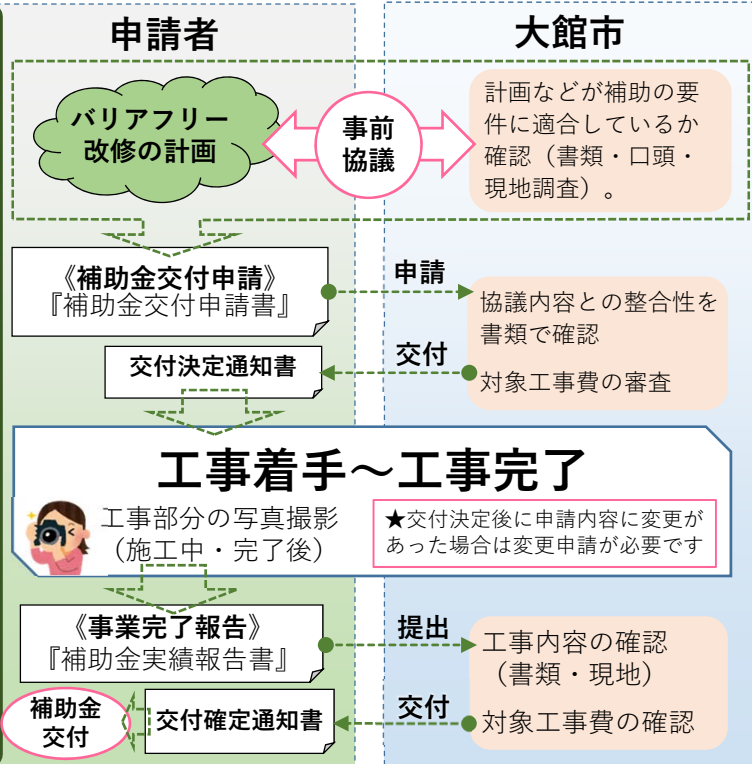 申請者
大館市
バリアフリー
改修の計画
事前
協議
計画などが補助の要
件に適合しているか
確認（書類・口頭・
現地調査）。
《補助金交付申請》
『補助金交付申請書』
申請
協議内容との整合性を
書類で確認
交付決定通知書
交付
対象工事費の審査
工事着手～工事完了
工事部分の写真撮影
（施工中・完了後）
★交付決定後に申請内容に変更が
あった場合は変更申請が必要です
《事業完了報告》
『補助金実績報告書』
提出
工事内容の確認
（書類・現地）
補助金
交付
交付確定通知書
交付
対象工事費の確認